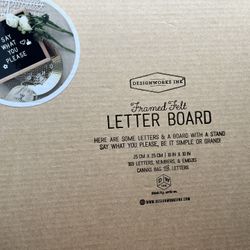 SAY
WHAT
YOU
PLEASE
DESIGNWORKS INK™
Framed Felt
LETTER BOARD
HERE ARE SOME LETTERS & A BOARD WITH A STAND
SAY WHAT YOU PLEASE, BE IT SIMPLE OR GRAND!
25 CM X 25 CM | 10 IN X 10 IN
165 LETTERS, NUMBERS, & EMOJIS
CANVAS BAG FOR LETTERS
WWW.DESIGNWORKSINK.COM